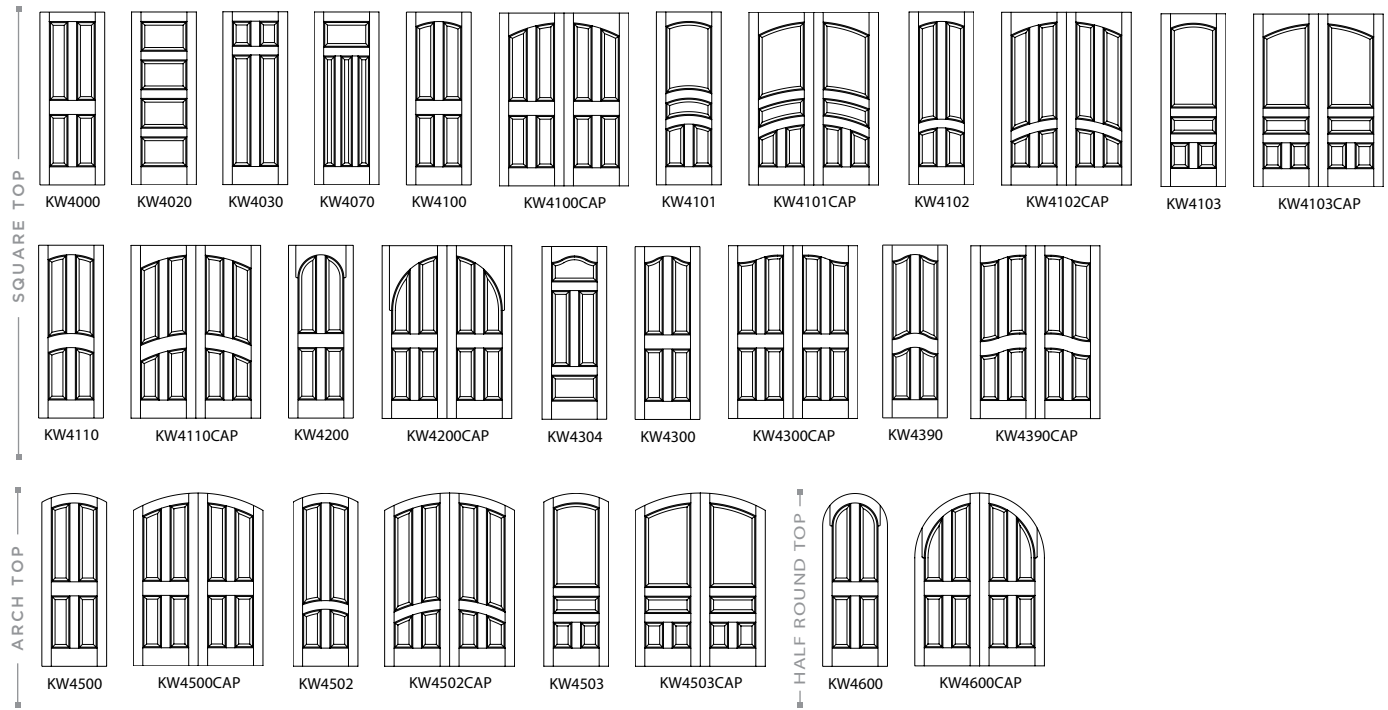 SQUARE TOP
KW4000 KW4020 KW4030 KW4070 KW4100 KW4100CAP KW4101 KW4101CAP KW4102 KW4102CAP KW4103 KW4103CAP
KW4110 KW4110CAP KW4200 KW4200CAP KW4304 KW4300 KW4300CAP KW4390 KW4390CAP
ARCH TOP
KW4500 KW4500CAP KW4502 KW4502CAP KW4503 KW4503CAP
HALF ROUND TOP
KW4600 KW4600CAP